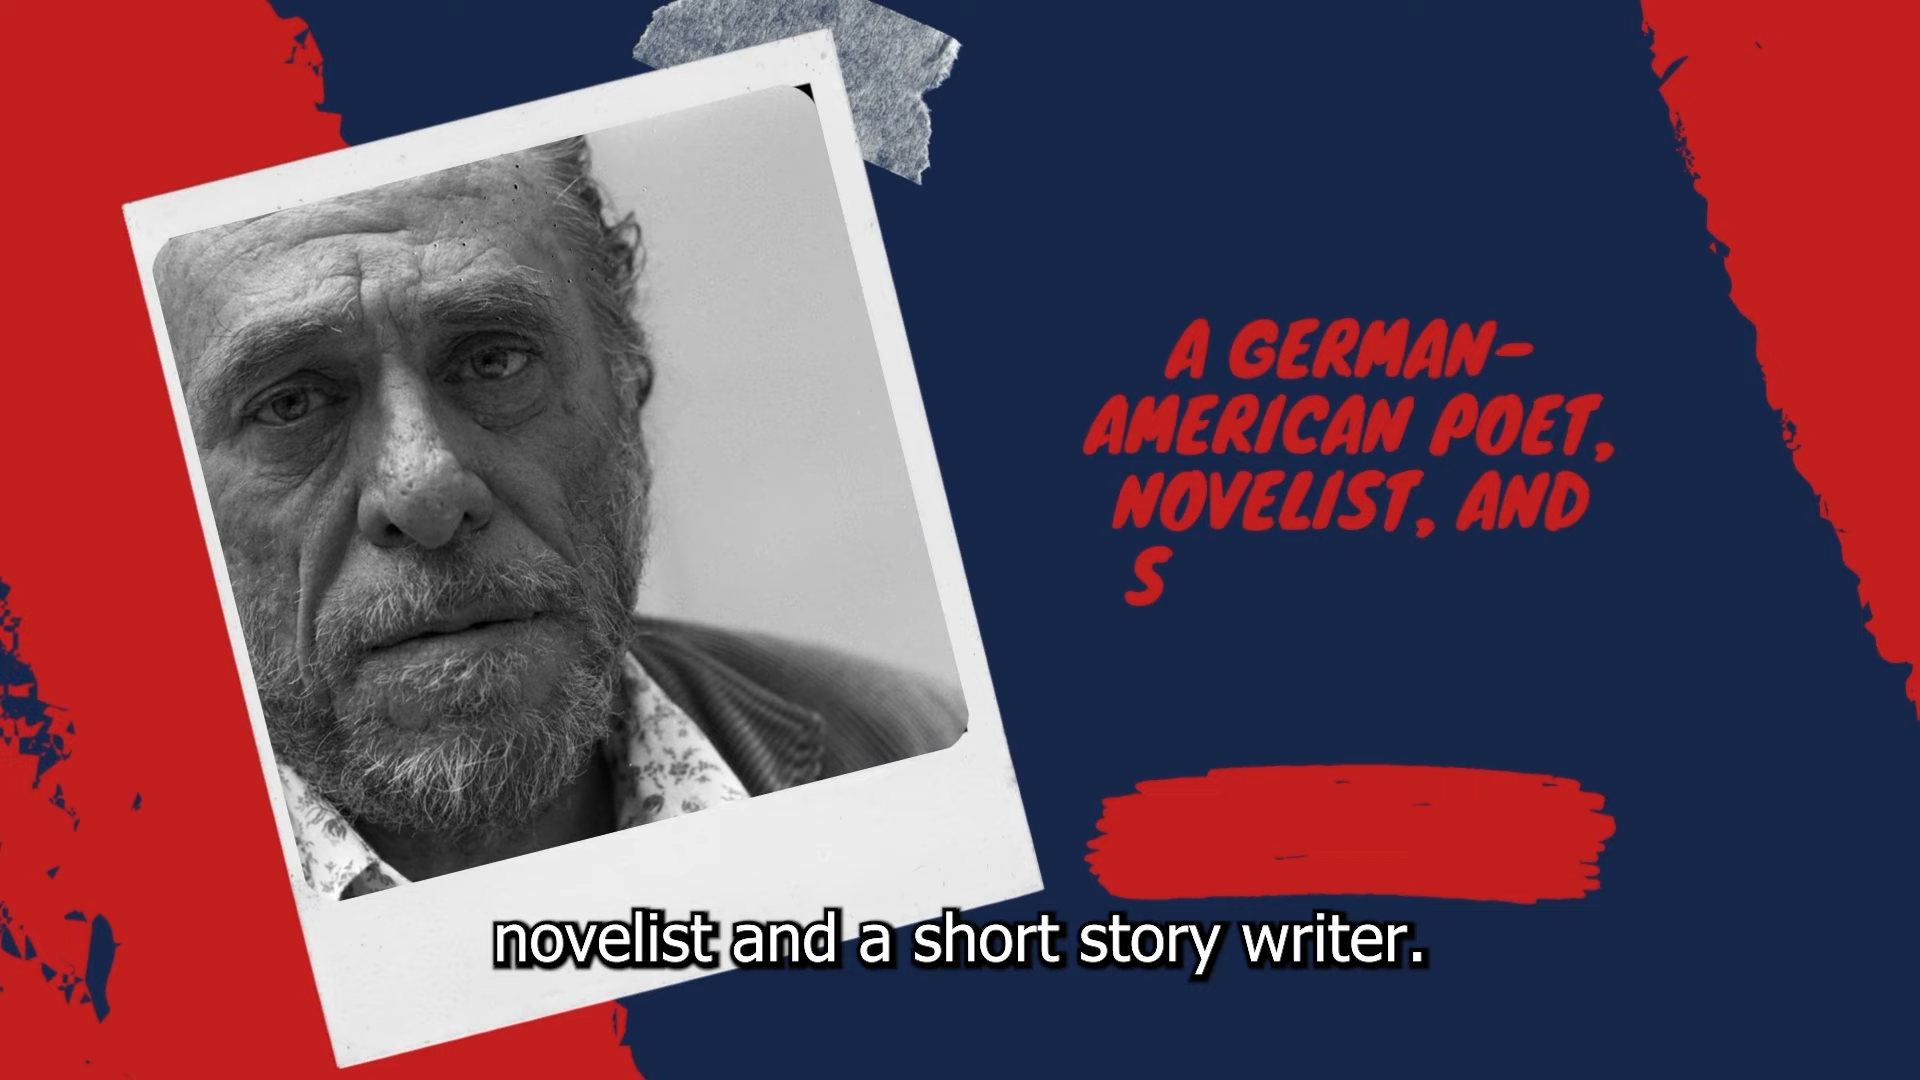 A GERMAN-
AMERICAN POET,
NOVELIST, AND
S
novelist and a short story writer.